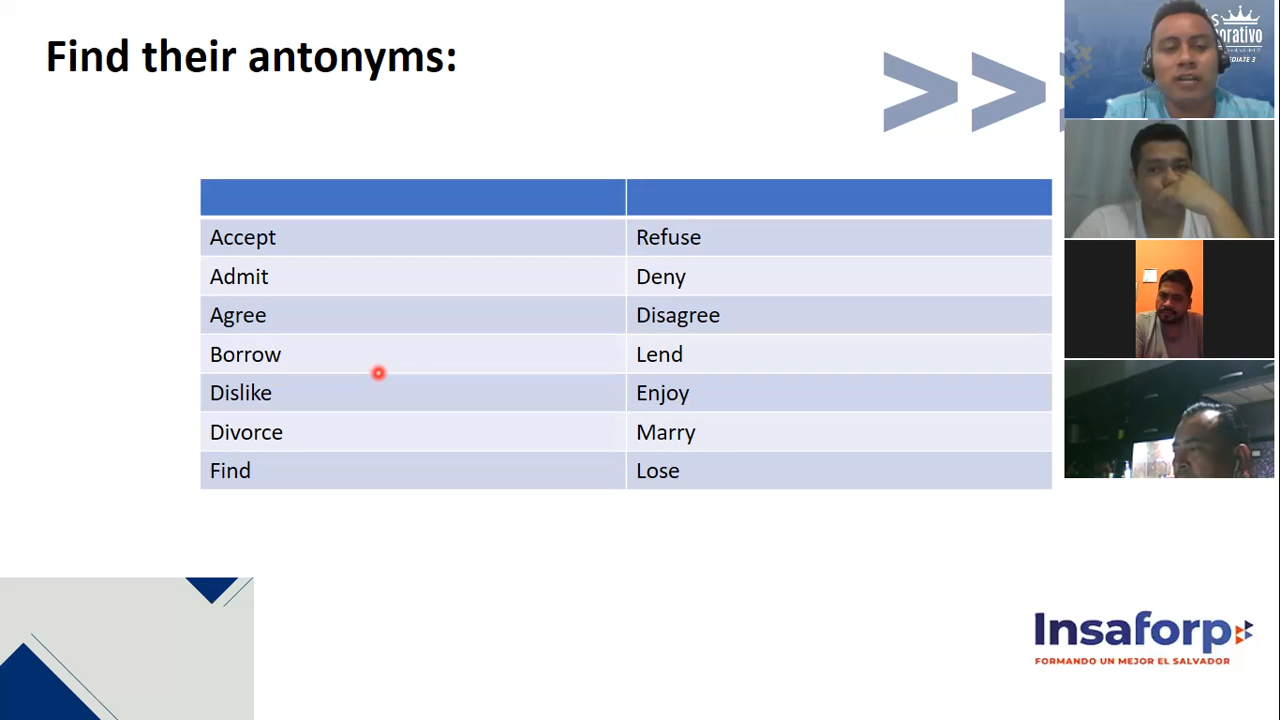 Find their antonyms:
>>
Accept Refuse
Admit Deny
Agree Disagree
Borrow Lend
Dislike Enjoy
Divorce Marry
Find Lose
Insaforp
FORMANDO UN MEJOR EL SALVADOR